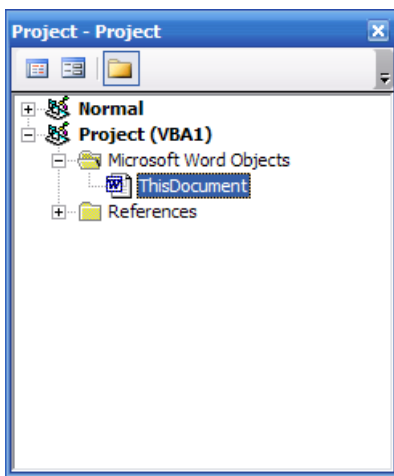 Project - Project
Normal
Project (VBA1)
Microsoft Word Objects
ThisDocument
References